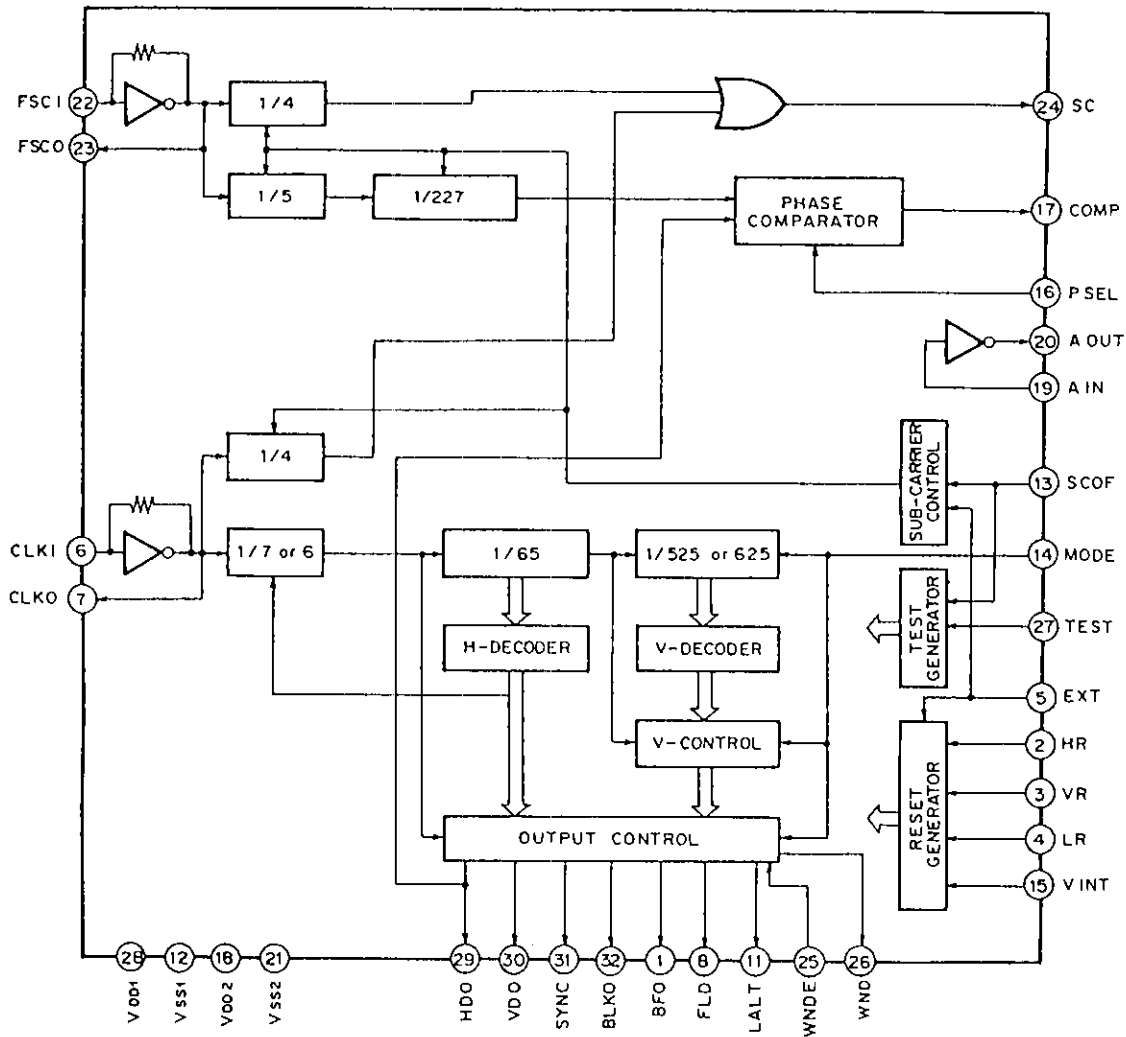 FSCI 22
1/4
24 SC
FSCO 23
1/5
1/227
PHASE
COMPARATOR
17 COMP
16 PSEL
20 A OUT
19 A IN
1/4
SUB-CARRIER
CONTROL
13 SCOF
CLKI 6
1/7 or 6
1/65
1/525 or 625
14 MODE
CLKO 7
H-DECODER
V-DECODER
TEST
GENERATOR
27 TEST
5 EXT
V-CONTROL
2 HR
RESET
GENERATOR
3 VR
OUTPUT CONTROL
4 LR
15 VINT
28 12 18 21 29 30 31 32 1 8 11 25 26
VDD1 VSS1 VDD2 VSS2 HDO VDO SYNC BLKO BFO FLD LALT WNDE WND